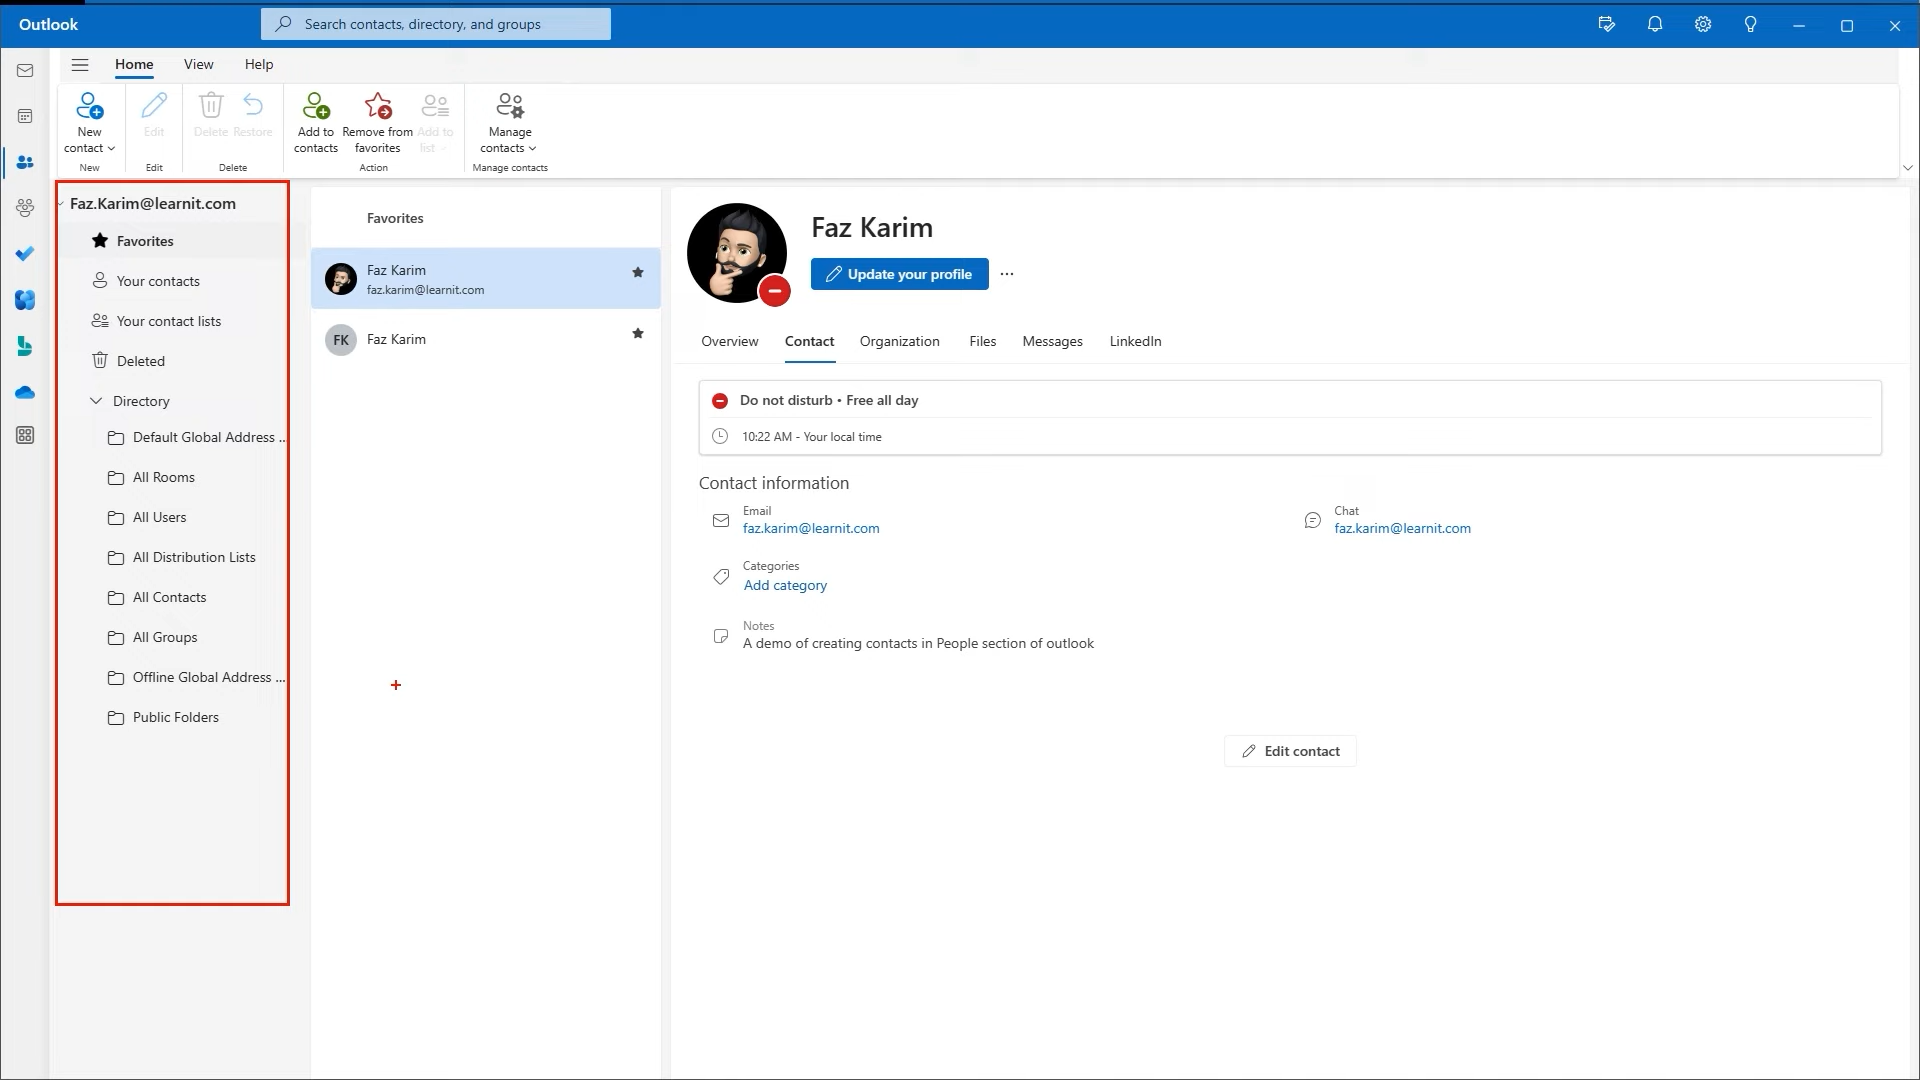 Outlook
Search contacts, directory, and groups
Home
View
Help
New contact
New
Edit
Edit
Delete
Restore
Delete
Add to contacts
Remove from favorites
Add to list
Action
Manage contacts
Manage contacts
Faz.Karim@learnit.com
Favorites
Your contacts
Your contact lists
Deleted
Directory
Default Global Address ...
All Rooms
All Users
All Distribution Lists
All Contacts
All Groups
Offline Global Address ...
Public Folders
Favorites
Faz Karim
faz.karim@learnit.com
FK
Faz Karim
Faz Karim
Update your profile
Overview
Contact
Organization
Files
Messages
LinkedIn
Do not disturb • Free all day
10:22 AM - Your local time
Contact information
Email
faz.karim@learnit.com
Chat
faz.karim@learnit.com
Categories
Add category
Notes
A demo of creating contacts in People section of outlook
Edit contact